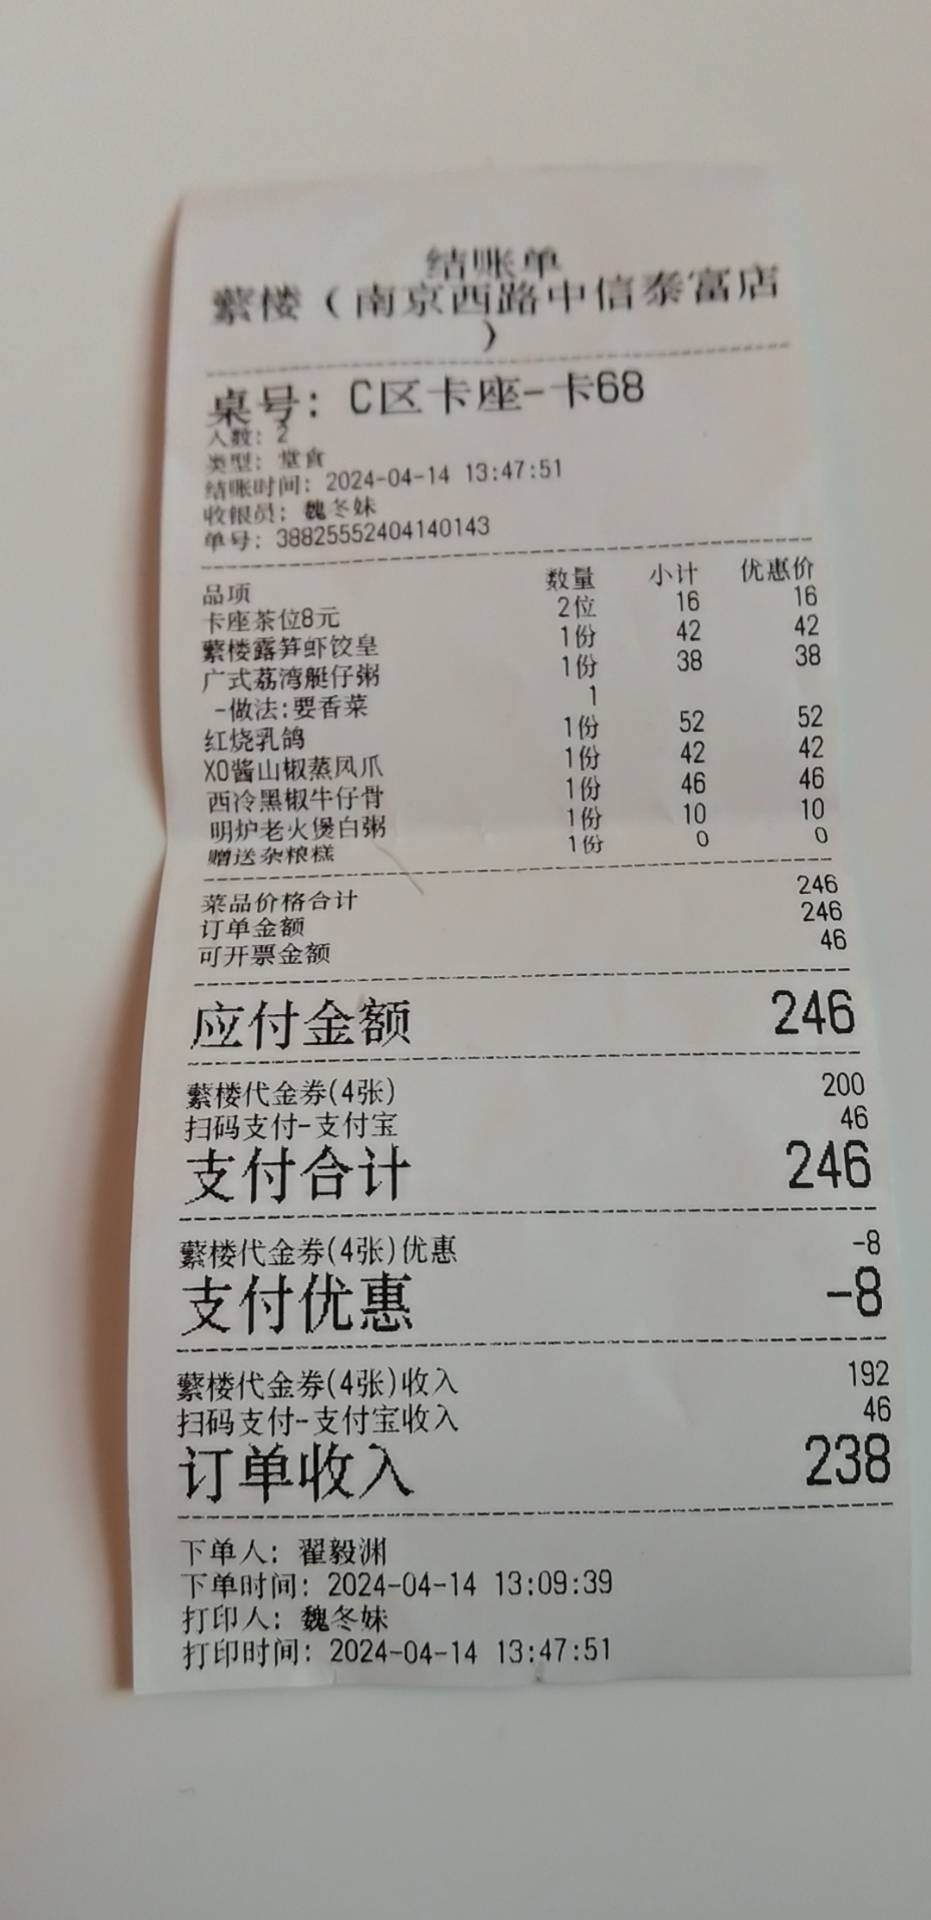 结账单
蘩楼（南京西路中信泰富店
）
桌号: C区卡座-卡68
人数: 2
类型: 堂食
结账时间: 2024-04-14 13:47:51
收银员: 魏冬妹
单号: 38825552404140143
品项 数量 小计 优惠价
卡座茶位8元 2位 16 16
蘩楼露笋虾饺皇 1份 42 42
广式荔湾艇仔粥 1份 38 38
-做法:要香菜 1
红烧乳鸽 1份 52 52
XO酱山椒蒸凤爪 1份 42 42
西冷黑椒牛仔骨 1份 46 46
明炉老火煲白粥 1份 10 10
赠送杂粮糕 1份 0 0
菜品价格合计 246
订单金额 246
可开票金额 46
应付金额 246
蘩楼代金券(4张) 200
扫码支付-支付宝 46
支付合计 246
蘩楼代金券(4张)优惠 -8
支付优惠 -8
蘩楼代金券(4张)收入 192
扫码支付-支付宝收入 46
订单收入 238
下单人: 翟毅渊
下单时间: 2024-04-14 13:09:39
打印人: 魏冬妹
打印时间: 2024-04-14 13:47:51